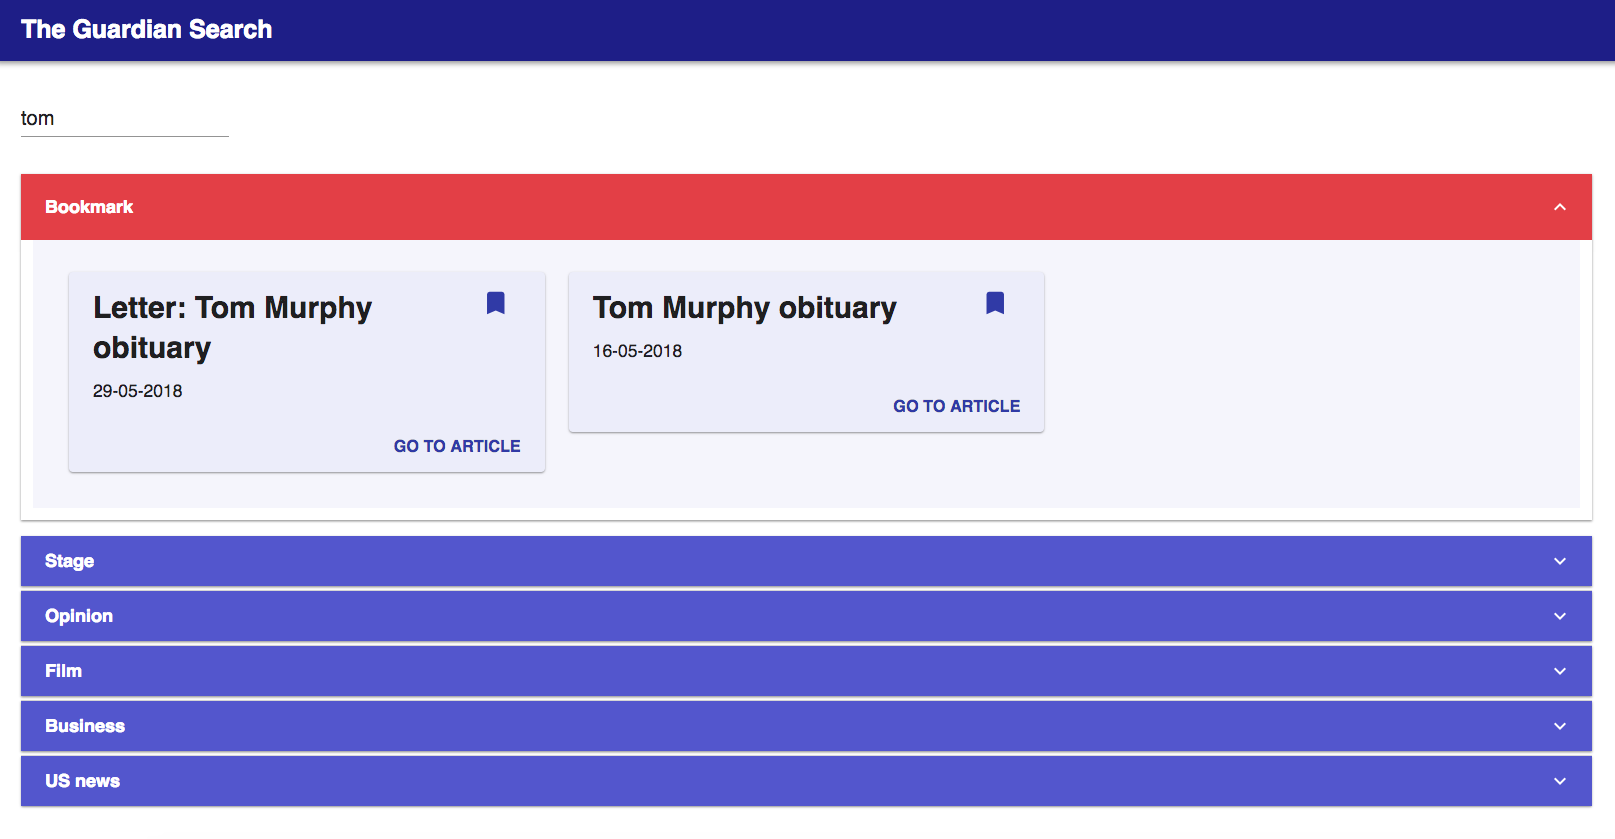 The Guardian Search
tom
Bookmark
Letter: Tom Murphy
obituary
29-05-2018
GO TO ARTICLE
Tom Murphy obituary
16-05-2018
GO TO ARTICLE
Stage
Opinion
Film
Business
US news